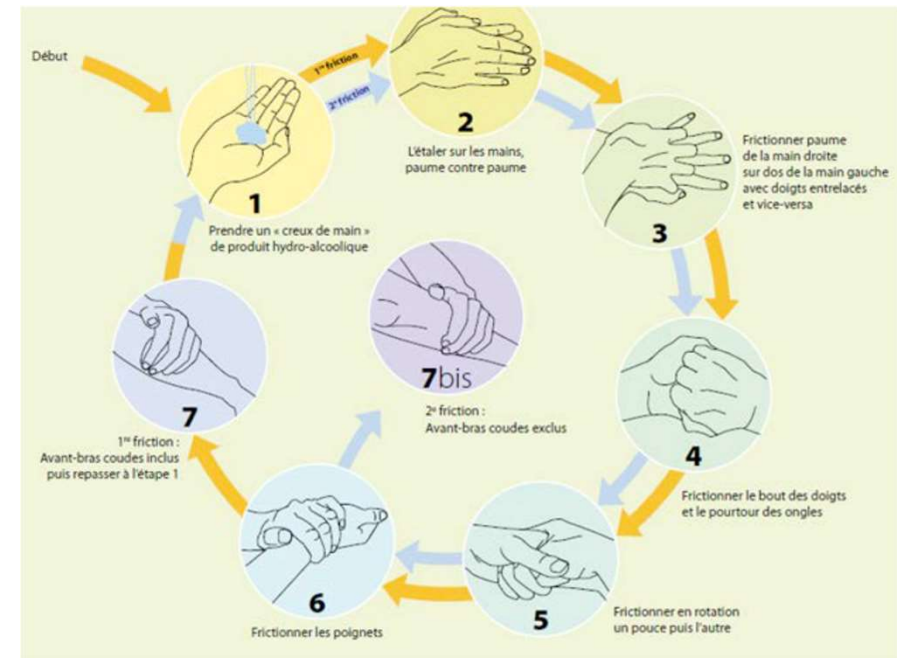 Début
1re friction
2e friction
1
Prendre un « creux de main »
de produit hydro-alcoolique
2
L'étaler sur les mains,
paume contre paume
3
Frictionner paume
de la main droite
sur dos de la main gauche
avec doigts entrelacés
et vice-versa
4
Frictionner le bout des doigts
et le pourtour des ongles
5
Frictionner en rotation
un pouce puis l'autre
6
Frictionner les poignets
7
1re friction :
Avant-bras coudes inclus
puis repasser à l'étape 1
7bis
2e friction :
Avant-bras coudes exclus